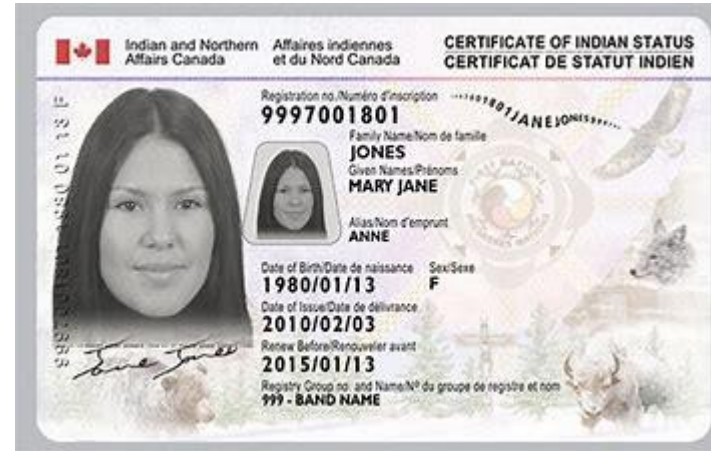 Indian and Northern Affairs Canada
Affaires indiennes et du Nord Canada
CERTIFICATE OF INDIAN STATUS
CERTIFICAT DE STATUT INDIEN
Registration no./Numéro d'inscription
9997001801
Family Name/Nom de famille
JONES
Given Names/Prénoms
MARY JANE
Alias/Nom d'emprunt
ANNE
Date of Birth/Date de naissance Sex/Sexe
1980/01/13 F
Date of Issue/Date de délivrance
2010/02/03
Renew Before/Renouveler avant
2015/01/13
Registry Group no. and Name/Nº du groupe de registre et nom
999 - BAND NAME